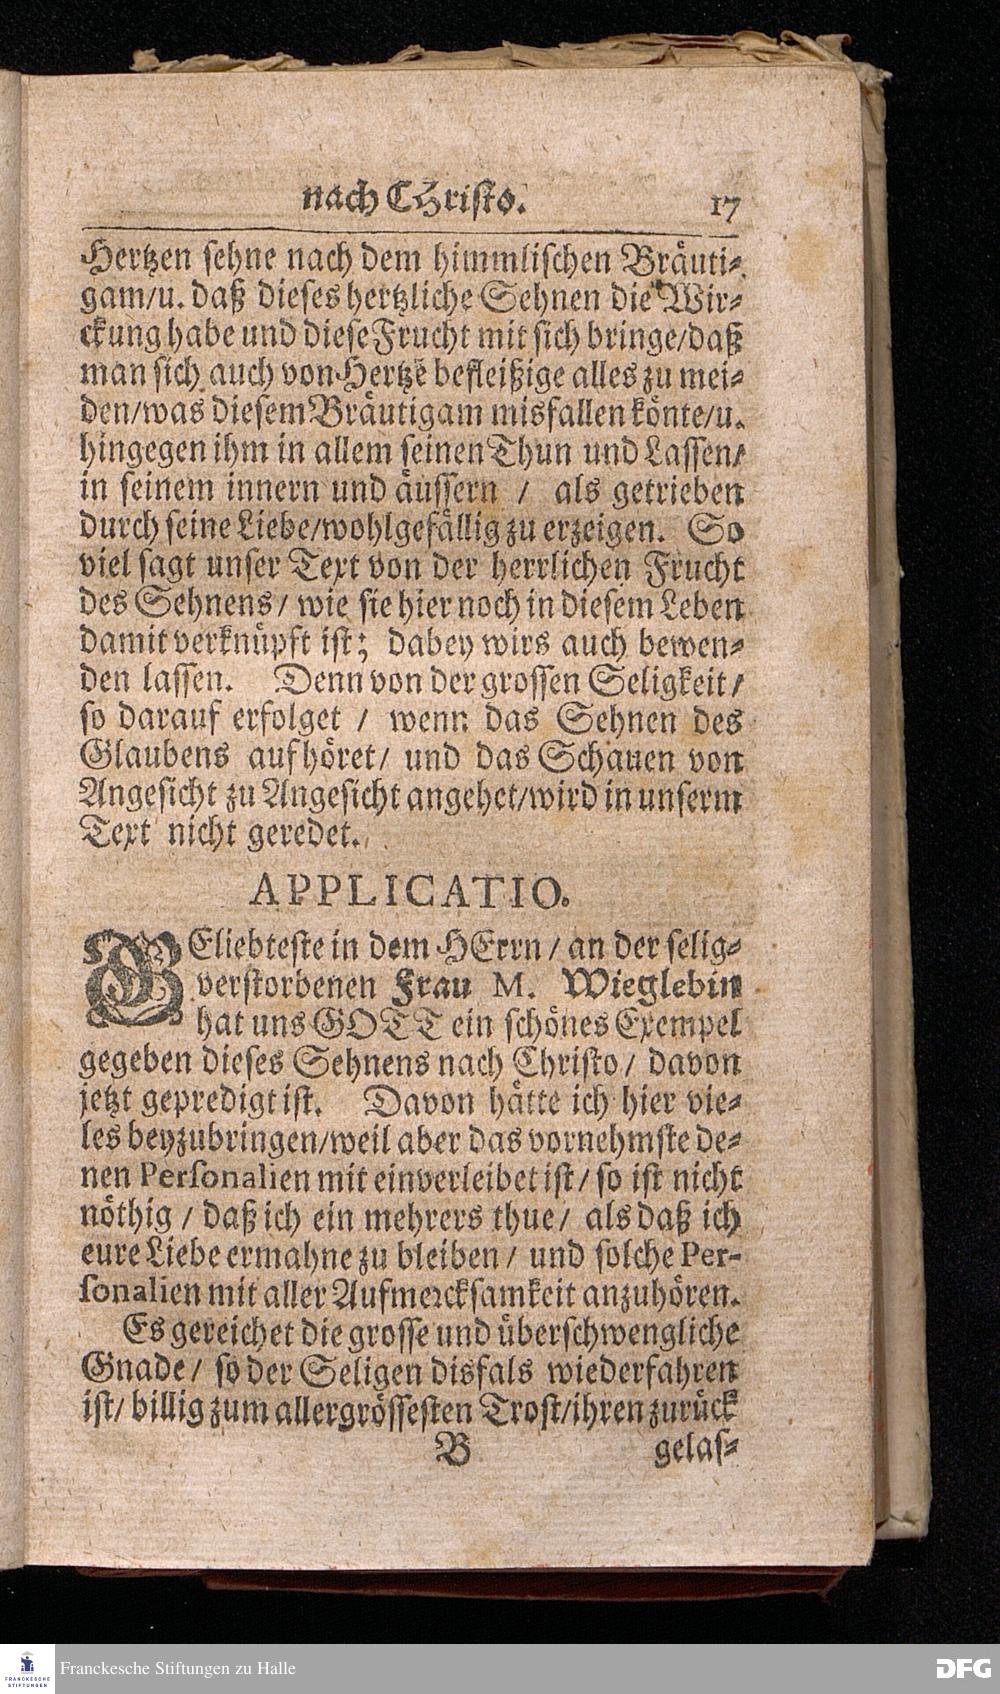 nach CHristo. 17
Hertzen sehne nach dem himmlischen Bräuti-
gam/u. daß dieses hertzliche Sehnen die Wir-
ckung habe und diese Frucht mit sich bringe/daß
man sich auch von Hertzē befleißige alles zu mei-
den/was diesem Bräutigam misfallen könte/u.
hingegen ihm in allem seinen Thun und Lassen/
in seinem innern und äussern / als getrieben
durch seine Liebe/wohlgefällig zu erzeigen. So
viel sagt unser Text von der herrlichen Frucht
des Sehnens/ wie sie hier noch in diesem Leben
damit verknüpft ist; dabey wirs auch bewen-
den lassen. Denn von der grossen Seligkeit/
so darauf erfolget / wenn das Sehnen des
Glaubens aufhöret/ und das Schauen von
Angesicht zu Angesicht angehet/wird in unserm
Text nicht geredet.
APPLICATIO.
GEliebteste in dem HErrn/ an der selig-
verstorbenen Frau M. Wieglebin
hat uns GOTT ein schönes Exempel
gegeben dieses Sehnens nach Christo/ davon
jetzt gepredigt ist. Davon hätte ich hier vie-
les beyzubringen/weil aber das vornehmste de-
nen Personalien mit einverleibet ist/ so ist nicht
nöthig / daß ich ein mehrers thue/ als daß ich
eure Liebe ermahne zu bleiben/ und solche Per-
sonalien mit aller Aufmercksamkeit anzuhören.
Es gereichet die grosse und überschwengliche
Gnade/ so der Seligen disfals wiederfahren
ist/ billig zum allergrössesten Trost/ihren zurück
B gelas-
FRANCKESCHE
STIFTUNGEN
Franckesche Stiftungen zu Halle
DFG